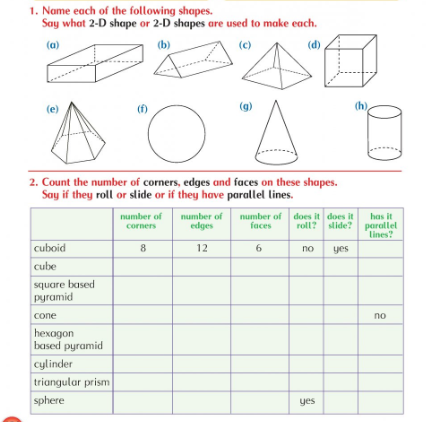 1. Name each of the following shapes.
Say what 2-D shape or 2-D shapes are used to make each.
(a) (b) (c) (d)
(e) (f) (g) (h)
2. Count the number of corners, edges and faces on these shapes.
Say if they roll or slide or if they have parallel lines.
number of corners number of edges number of faces does it roll? does it slide? has it parallel lines?
cuboid 8 12 6 no yes
cube
square based
pyramid
cone no
hexagon
based pyramid
cylinder
triangular prism
sphere yes